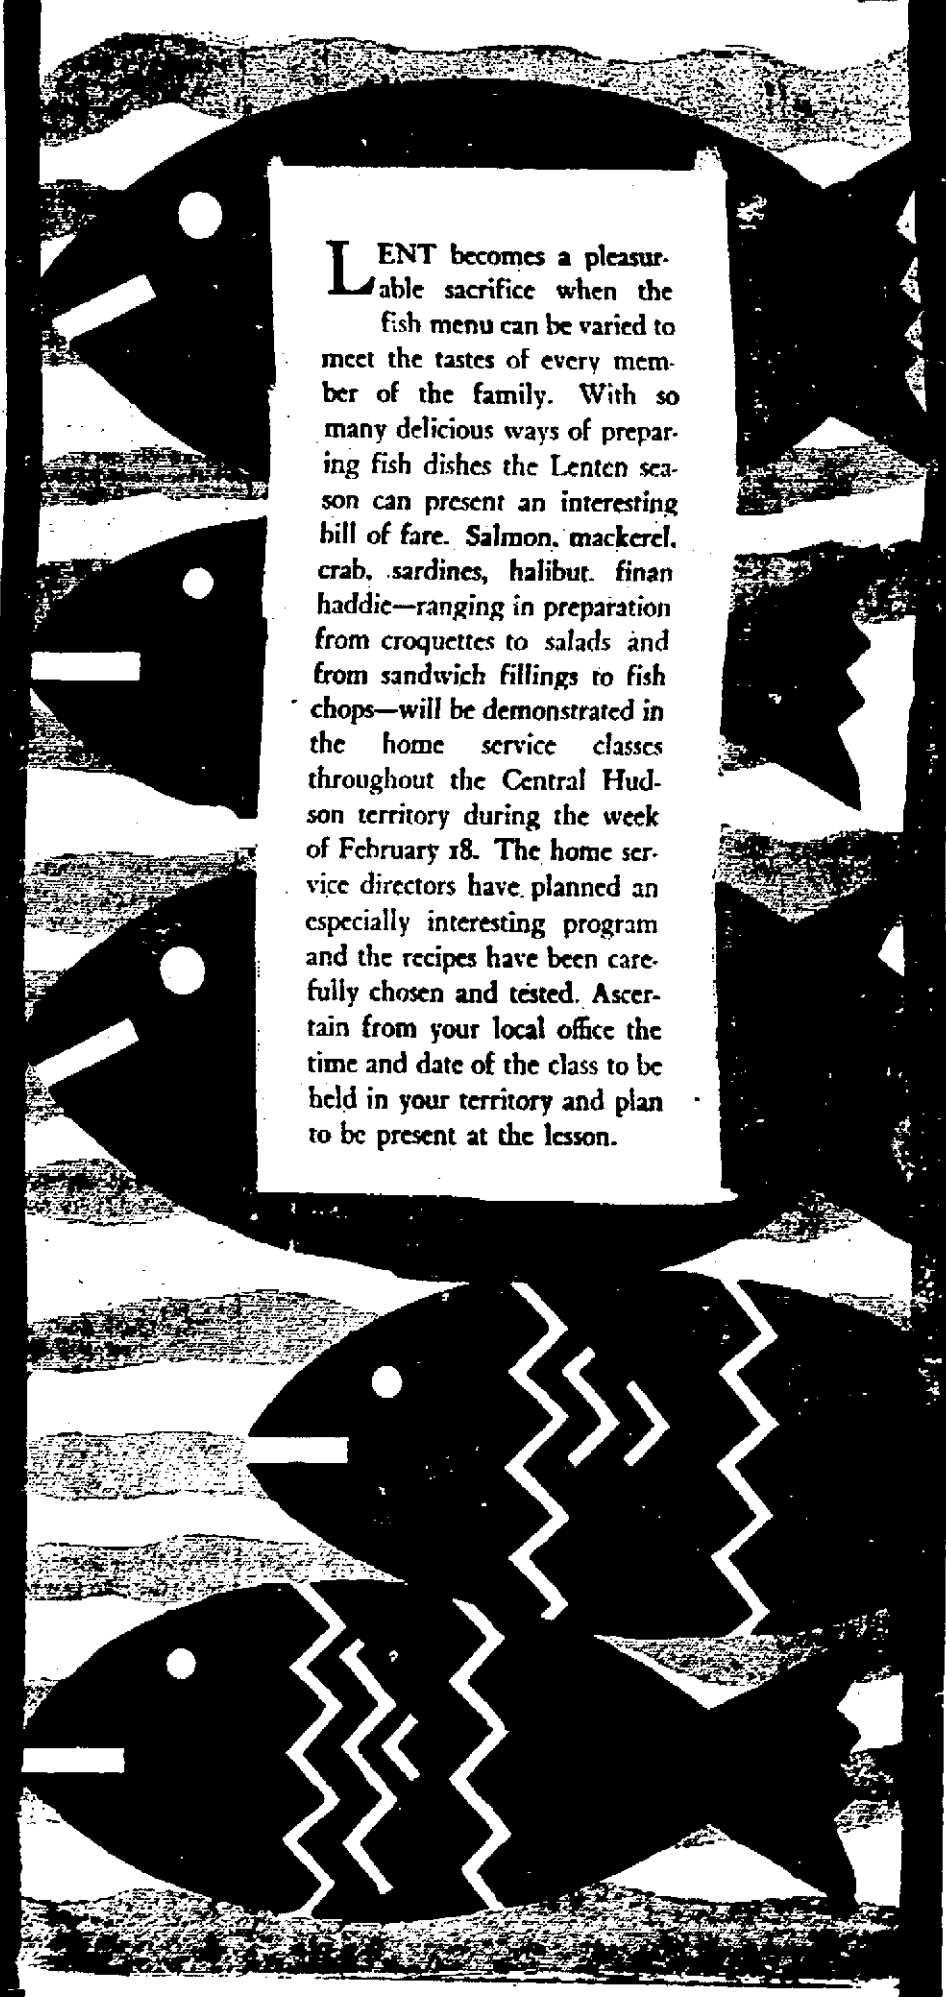 LENT becomes a pleasur-
able sacrifice when the
fish menu can be varied to
meet the tastes of every mem-
ber of the family. With so
many delicious ways of prepar-
ing fish dishes the Lenten sea-
son can present an interesting
bill of fare. Salmon, mackerel,
crab, sardines, halibut, finan
haddie—ranging in preparation
from croquettes to salads and
from sandwich fillings to fish
chops—will be demonstrated in
the home service classes
throughout the Central Hud-
son territory during the week
of February 18. The home ser-
vice directors have planned an
especially interesting program
and the recipes have been care-
fully chosen and tested. Ascer-
tain from your local office the
time and date of the class to be
held in your territory and plan
to be present at the lesson.